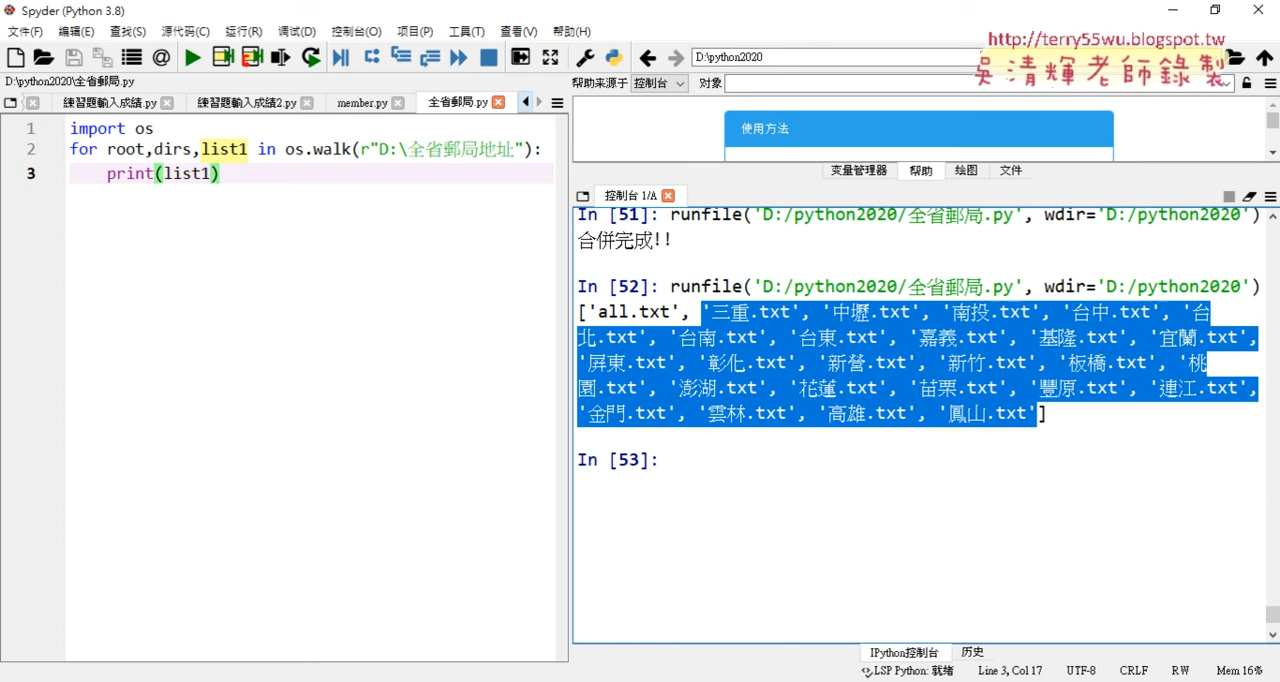 Spyder (Python 3.8)
文件(F) 编辑(E) 查找(S) 源代码(C) 运行(R) 调试(D) 控制台(O) 项目(P) 工具(T) 查看(V) 帮助(H)
http://terry55wu.blogspot.tw
D:\python2020
吳清輝老師錄製
D:\python2020\全省郵局.py
帮助来源于 控制台 对象
練習題輸入成績.py 練習題輸入成績2.py member.py 全省郵局.py
使用方法
1 import os
2 for root,dirs,list1 in os.walk(r"D:\全省郵局地址"):
3 print(list1)
变量管理器 帮助 绘图 文件
控制台 1/A
In [51]: runfile('D:/python2020/全省郵局.py', wdir='D:/python2020')
合併完成!!
In [52]: runfile('D:/python2020/全省郵局.py', wdir='D:/python2020')
['all.txt', '三重.txt', '中壢.txt', '南投.txt', '台中.txt', '台
北.txt', '台南.txt', '台東.txt', '嘉義.txt', '基隆.txt', '宜蘭.txt',
'屏東.txt', '彰化.txt', '新營.txt', '新竹.txt', '板橋.txt', '桃
園.txt', '澎湖.txt', '花蓮.txt', '苗栗.txt', '豐原.txt', '連江.txt',
'金門.txt', '雲林.txt', '高雄.txt', '鳳山.txt']
In [53]:
IPython控制台 历史
LSP Python: 就绪 Line 3, Col 17 UTF-8 CRLF RW Mem 16%